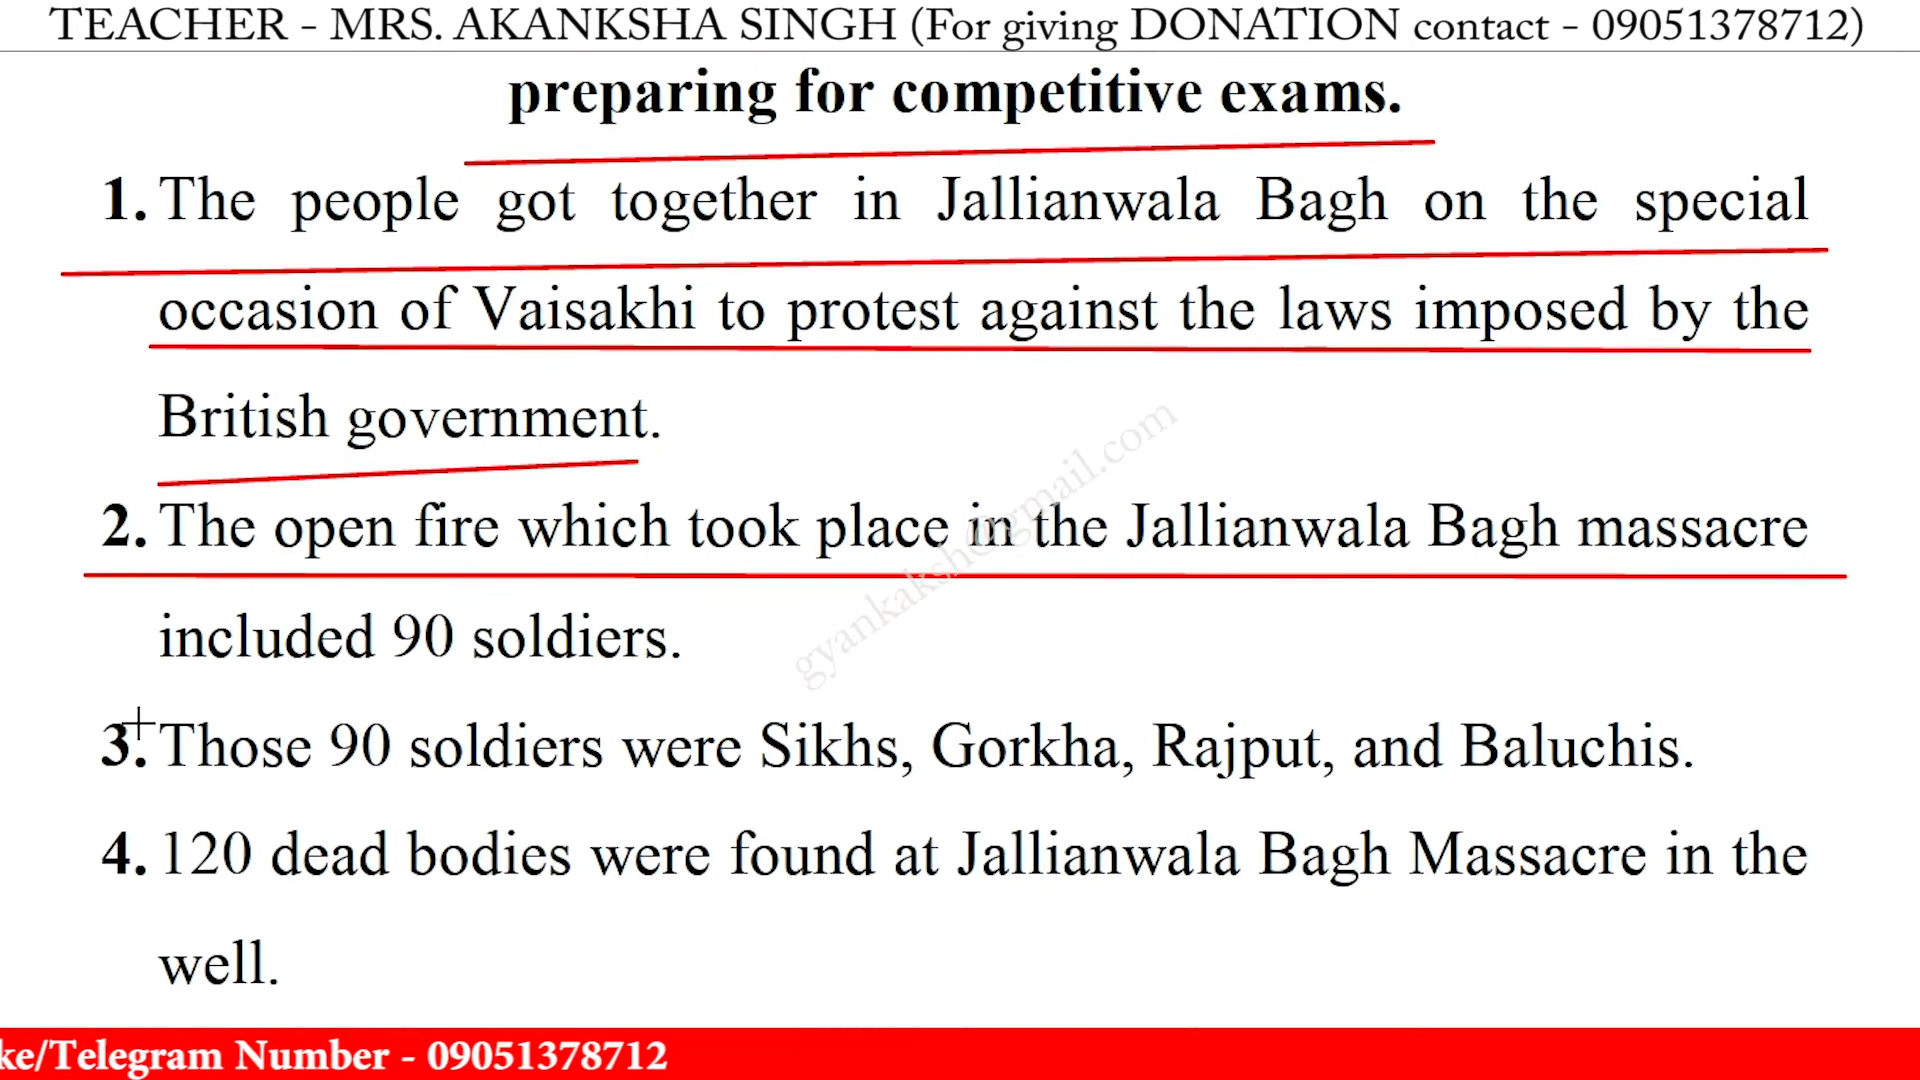 TEACHER - MRS. AKANKSHA SINGH (For giving DONATION contact - 09051378712)
preparing for competitive exams.
1. The people got together in Jallianwala Bagh on the special
occasion of Vaisakhi to protest against the laws imposed by the
British government.
2. The open fire which took place in the Jallianwala Bagh massacre
included 90 soldiers.
3. Those 90 soldiers were Sikhs, Gorkha, Rajput, and Baluchis.
4. 120 dead bodies were found at Jallianwala Bagh Massacre in the
well.
gyankaksh@gmail.com
ke/Telegram Number - 09051378712